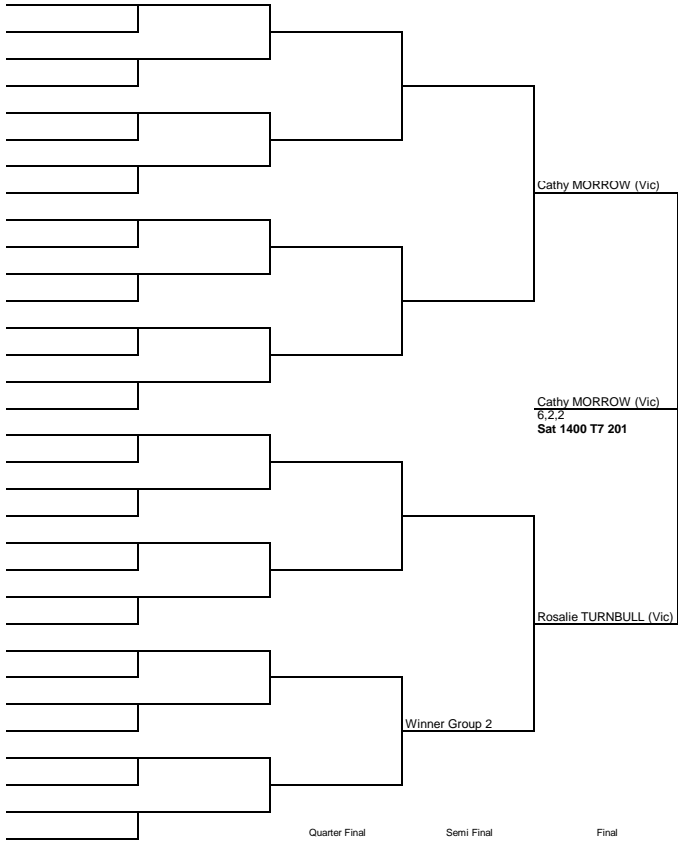 Cathy MORROW (Vic)
Cathy MORROW (Vic)
6,2,2
Sat 1400 T7 201
Rosalie TURNBULL (Vic)
Winner Group 2
Quarter Final Semi Final Final